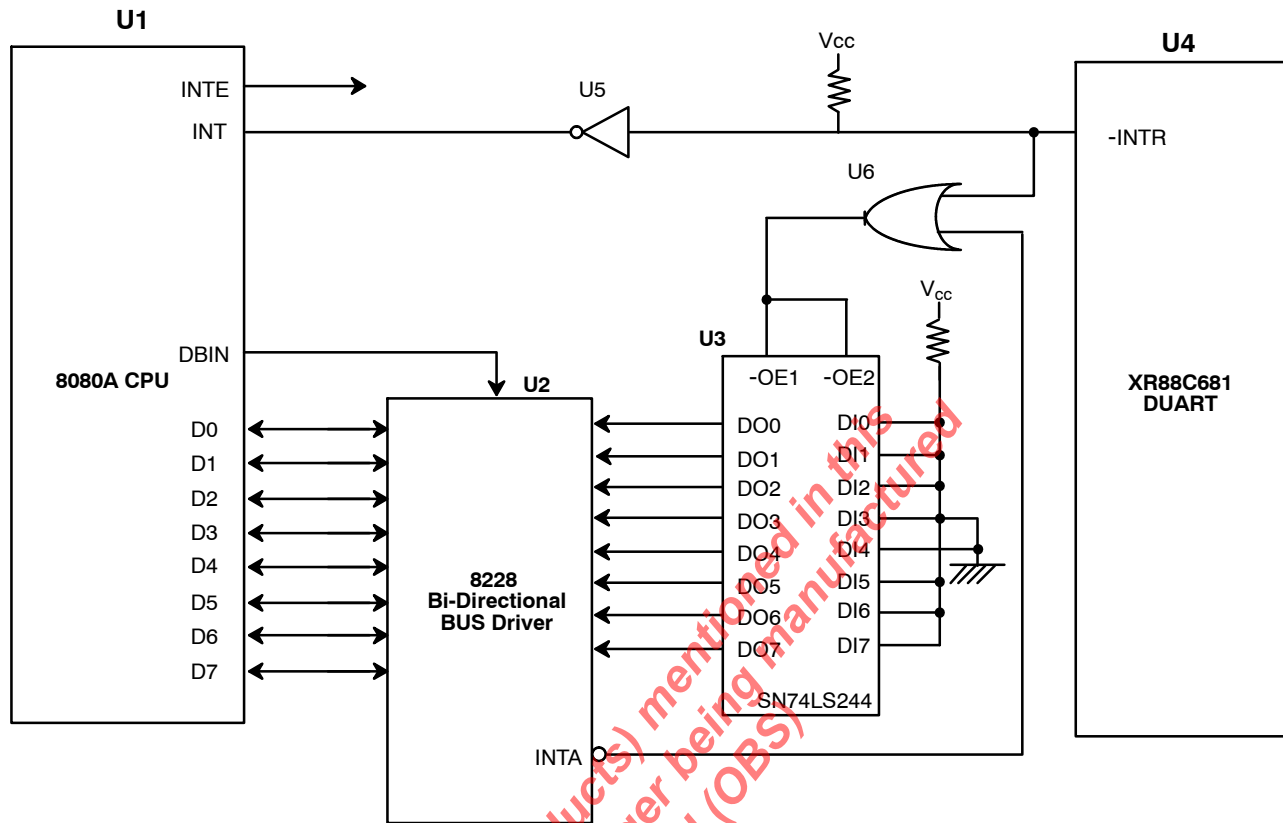 U1
U4
Vcc
INTE
U5
INT
-INTR
U6
Vcc
DBIN
U3
U2
-OE1 -OE2
8080A CPU
XR88C681
DUART
D0
D1
D2
D3
D4
D5
D6
D7
8228
Bi-Directional
BUS Driver
INTA
DO0 DI0
DO1 DI1
DO2 DI2
DO3 DI3
DO4 DI4
DO5 DI5
DO6 DI6
DO7 DI7
SN74LS244
ducts) mentioned in this
ger being manufactured
(OBS)